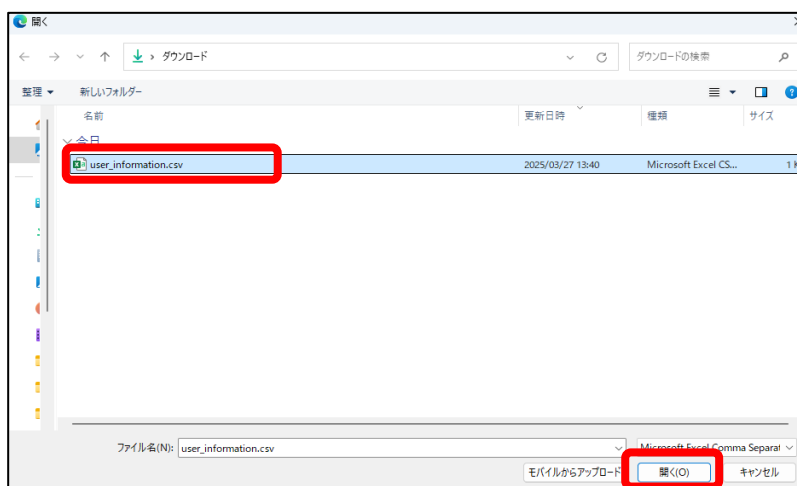 開く
ダウンロード
ダウンロードの検索
整理
新しいフォルダー
名前
更新日時
種類
サイズ
今日
user_information.csv
2025/03/27 13:40
Microsoft Excel CS...
1
ファイル名(N):
user_information.csv
Microsoft Excel Comma Separat
モバイルからアップロード
開く(O)
キャンセル